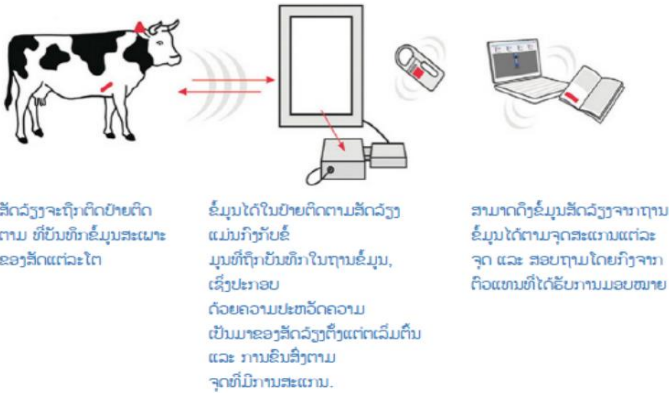 ສັດລ້ຽງຈະຖືກຕິດປ້າຍຕິດ
ຕາມ ທີ່ບັນທຶກຂໍ້ມູນສະເພາະ
ຂອງສັດແຕ່ລະໂຕ
ຂໍ້ມູນໄດ້ໃນປ້າຍຕິດຕາມສັດລ້ຽງ
ແມ່ນກົງກັບຂໍ້
ມູນທີ່ຖືກບັນທຶກໃນຖານຂໍ້ມູນ,
ເຊິ່ງປະກອບ
ດ້ວຍຄວາມປະຫວັດຄວາມ
ເປັນມາຂອງສັດລ້ຽງຕັ້ງແຕ່ຕເລີ່ມຕົ້ນ
ແລະ ການຂົນສົ່ງຕາມ
ຈຸດທີ່ມີການສະແກນ.
ສາມາດດຶງຂໍ້ມູນສັດລ້ຽງຈາກຖານ
ຂໍ້ມູນໄດ້ຕາມຈຸດສະແກນແຕ່ລະ
ຈຸດ ແລະ ສອບຖາມໂດຍກົງຈາກ
ຕົວແທນທີ່ໄດ້ຮັບການມອບໝາຍ